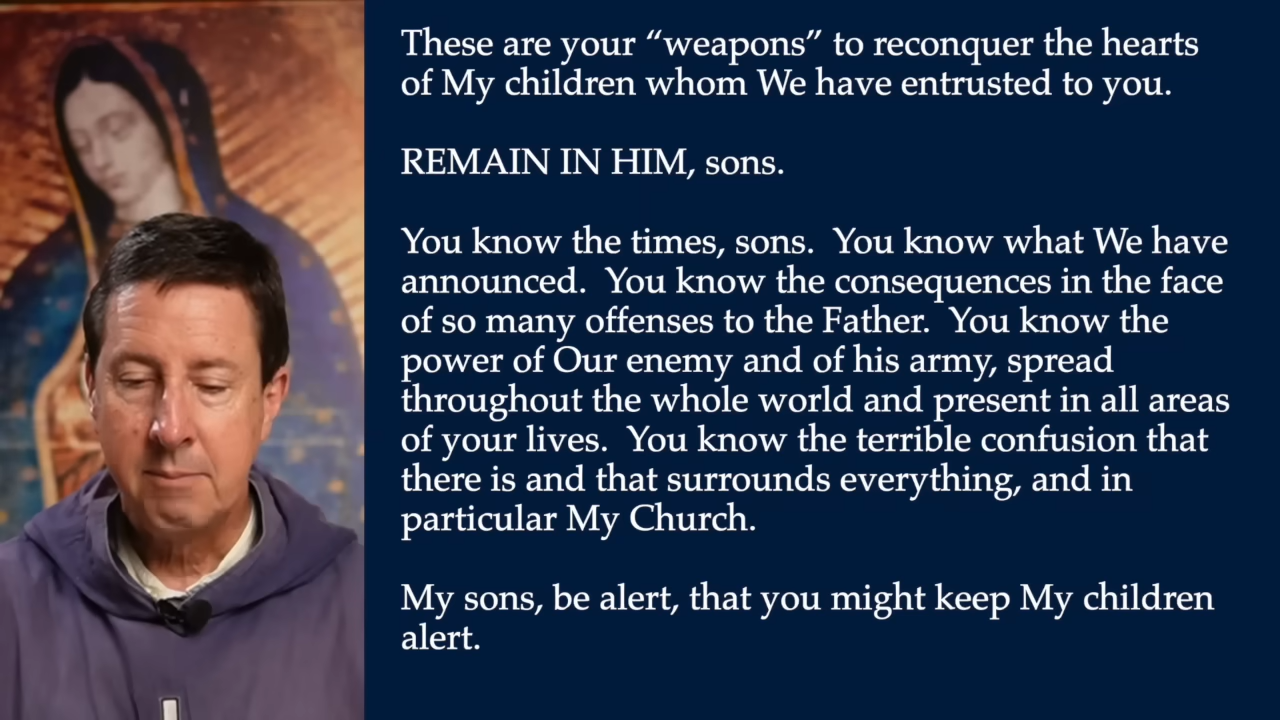 These are your “weapons” to reconquer the hearts
of My children whom We have entrusted to you.
REMAIN IN HIM, sons.
You know the times, sons.  You know what We have
announced.  You know the consequences in the face
of so many offenses to the Father.  You know the
power of Our enemy and of his army, spread
throughout the whole world and present in all areas
of your lives.  You know the terrible confusion that
there is and that surrounds everything, and in
particular My Church.
My sons, be alert, that you might keep My children
alert.